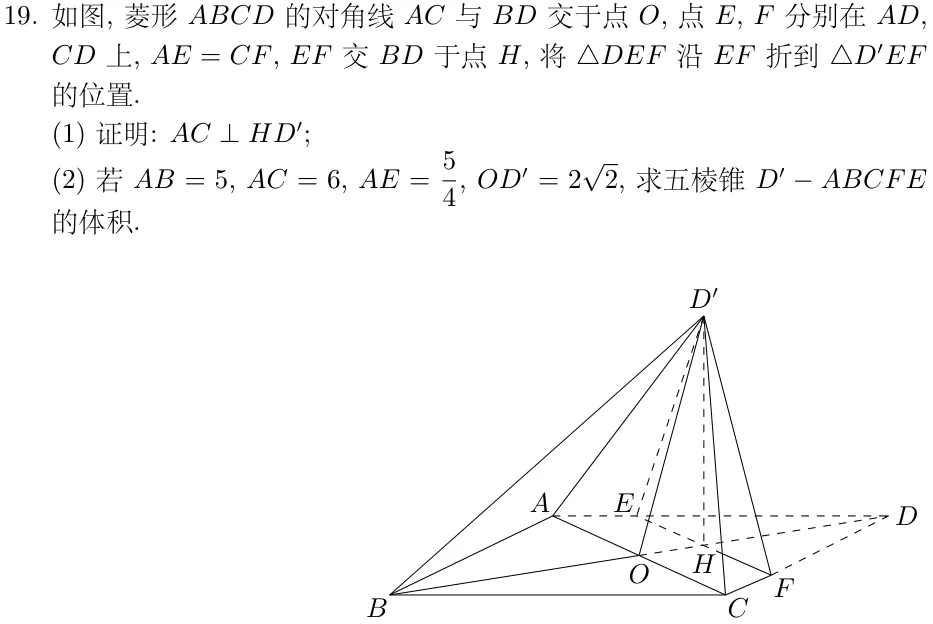 19. 如图, 菱形 ABCD 的对角线 AC 与 BD 交于点 O, 点 E, F 分别在 AD,
CD 上, AE = CF, EF 交 BD 于点 H, 将 △DEF 沿 EF 折到 △D′EF
的位置.
(1) 证明: AC ⊥ HD′;
(2) 若 AB = 5, AC = 6, AE = 5/4, OD′ = 2√2, 求五棱锥 D′ − ABCFE
的体积.
D′
A
E
D
O
H
F
B
C